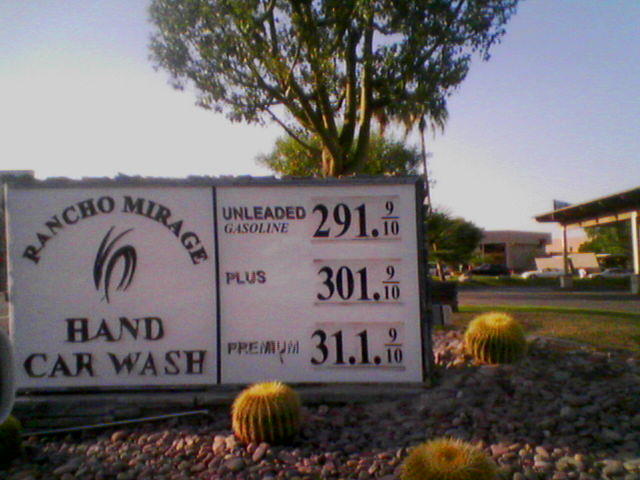 RANCHO MIRAGE
HAND
CAR WASH
UNLEADED 291. 9/10
GASOLINE
PLUS 301. 9/10
PREMIUM 31.1. 9/10